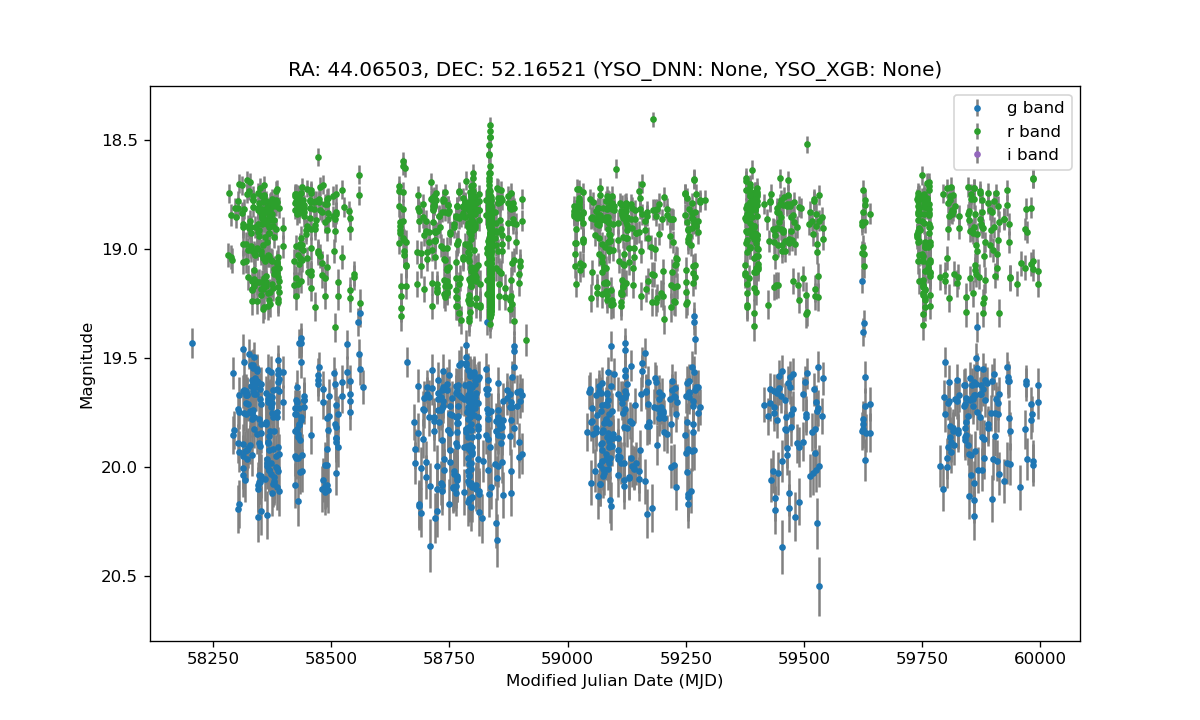 RA: 44.06503, DEC: 52.16521 (YSO_DNN: None, YSO_XGB: None)
g band
r band
i band
18.5
19.0
19.5
20.0
20.5
Magnitude
58250 58500 58750 59000 59250 59500 59750 60000
Modified Julian Date (MJD)